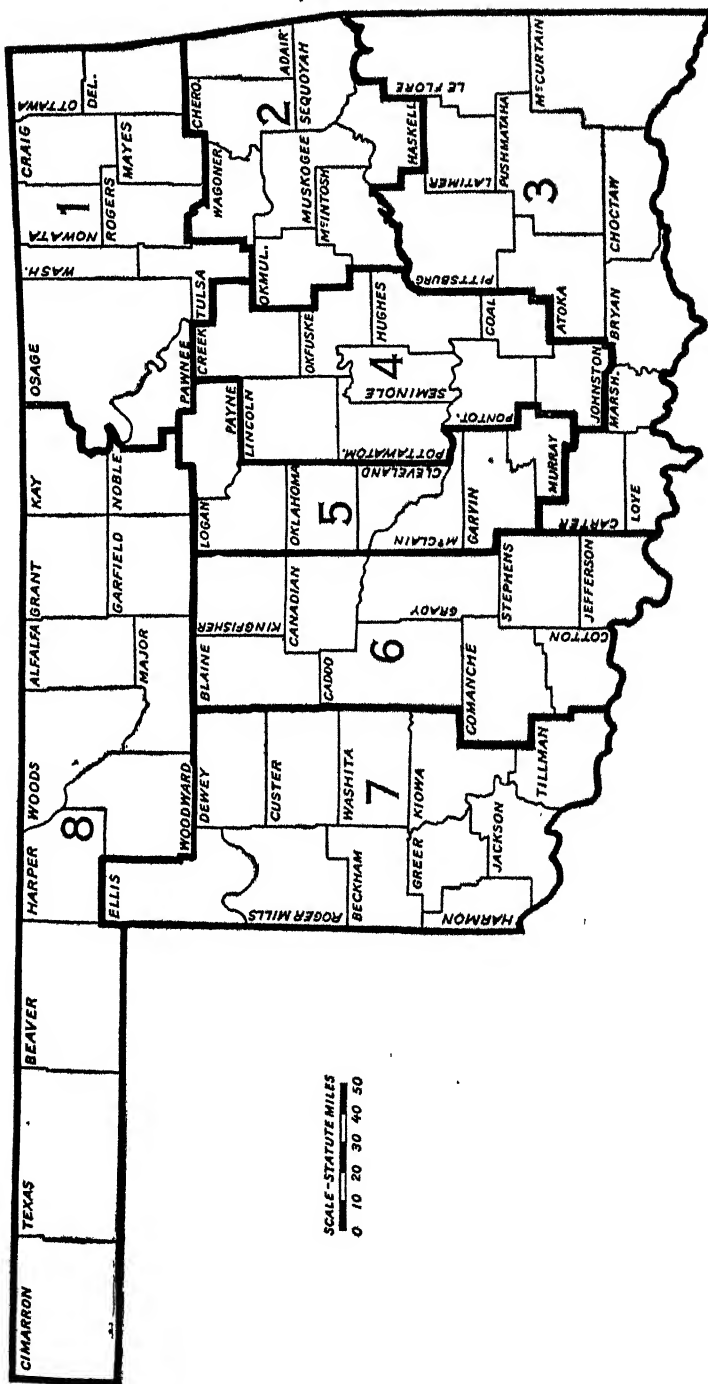 CIMARRON
TEXAS
BEAVER
HARPER
WOODS
ALFALFA
GRANT
KAY
OSAGE
WASH.
NOWATA
CRAIG
OTTAWA
8
1
ROGERS
MAYES
DEL.
ELLIS
MAJOR
GARFIELD
NOBLE
PAWNEE
WOODWARD
DEWEY
BLAINE
KINGFISHER
LOGAN
PAYNE
CREEK
TULSA
WAGONER
CHERO.
ADAIR
2
ROGER MILLS
CUSTER
CANADIAN
OKLAHOMA
LINCOLN
OKFUSKE
OKMUL.
MUSKOGEE
SEQUOYAH
McINTOSH
BECKHAM
WASHITA
7
CADDO
6
GRADY
5
CLEVELAND
McCLAIN
POTTAWATOM.
SEMINOLE
4
HUGHES
HASKELL
PITTSBURG
LATIMER
LE FLORE
GREER
KIOWA
COMANCHE
GARVIN
PONTOT.
COAL
HARMON
JACKSON
TILLMAN
STEPHENS
COTTON
JEFFERSON
MURRAY
CARTER
LOVE
JOHNSTON
MARSH.
ATOKA
BRYAN
PUSHMATAHA
3
CHOCTAW
McCURTAIN
SCALE-STATUTE MILES
0 10 20 30 40 50